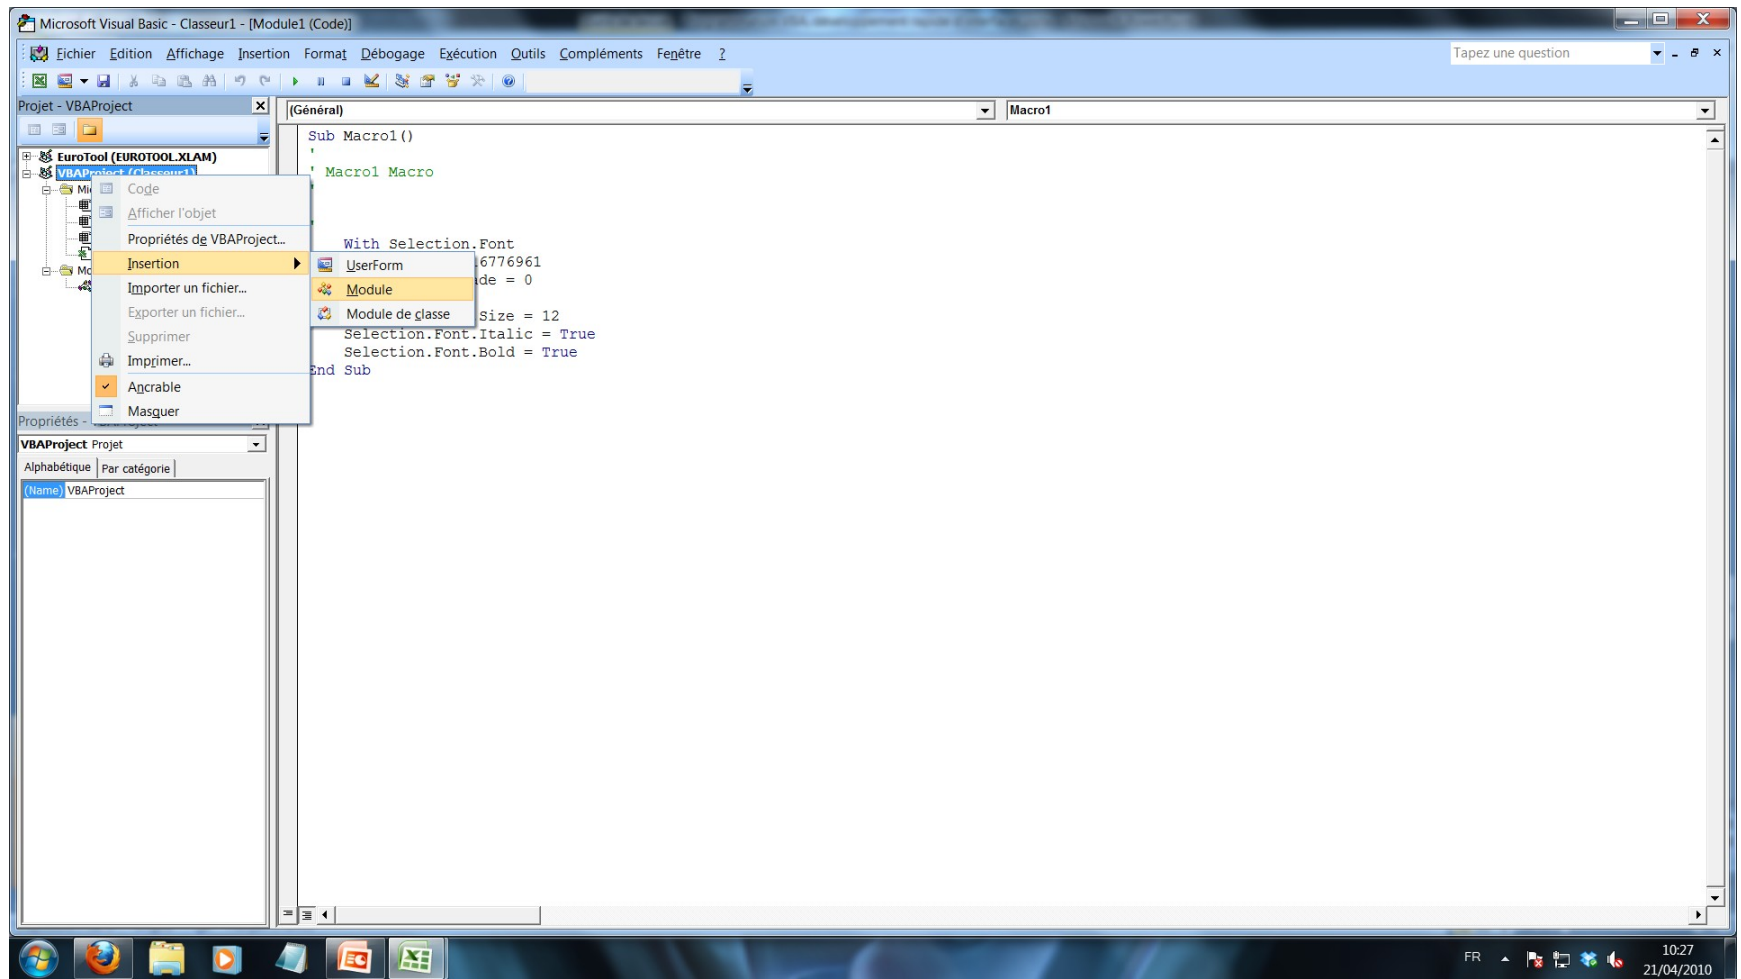 Microsoft Visual Basic - Classeur1 - [Module1 (Code)]
Eichier Edition Affichage Insertion Format Débogage Exécution Outils Compléments Fenêtre ?
Tapez une question
Projet - VBAProject
(Général)
Macro1
EuroTool (EUROTOOL.XLAM)
VBAProject (Classeur1)
Code
Afficher l'objet
Propriétés de VBAProject...
Insertion
Importer un fichier...
Exporter un fichier...
Supprimer
Imprimer...
Ancrable
Masquer
UserForm
Module
Module de classe
Sub Macro1()
'
' Macro1 Macro
'
With Selection.Font
6776961
de = 0
Size = 12
Selection.Font.Italic = True
Selection.Font.Bold = True
End Sub
Propriétés -
VBAProject Projet
Alphabétique Par catégorie
(Name) VBAProject
FR
10:27
21/04/2010